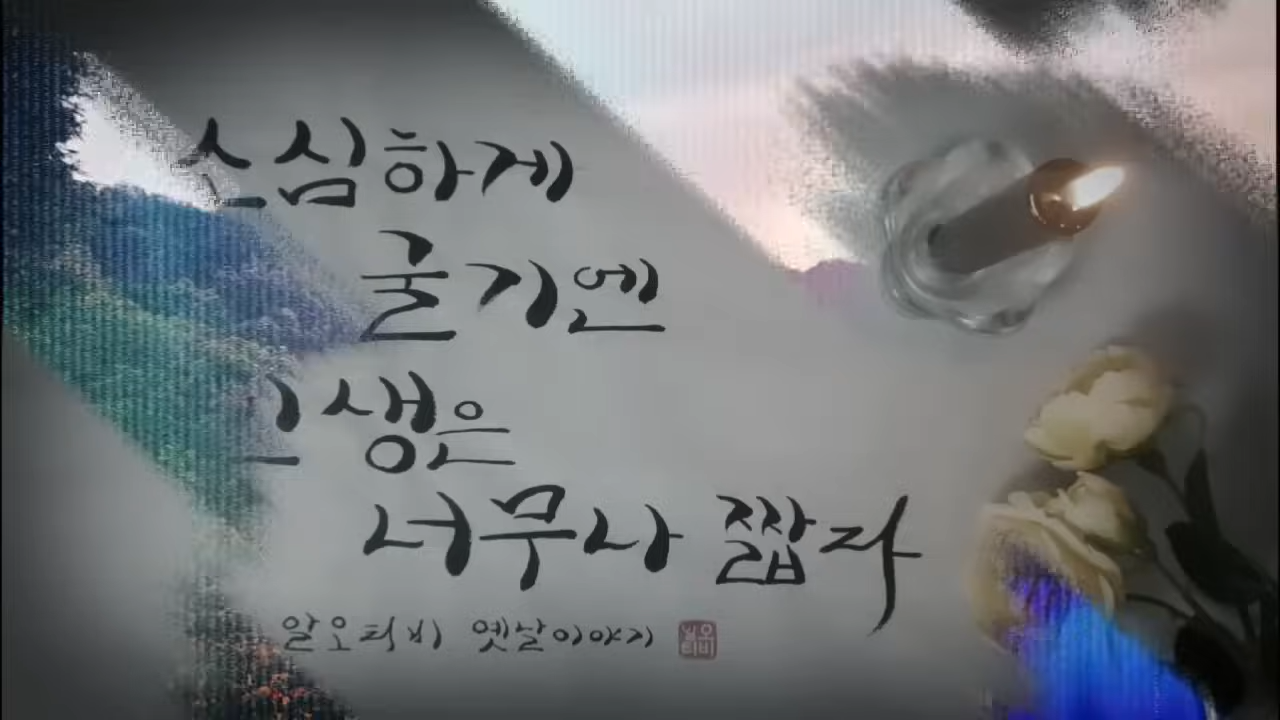 소심하게
굴기엔
인생은
너무나 짧다
알오티비 옛날이야기